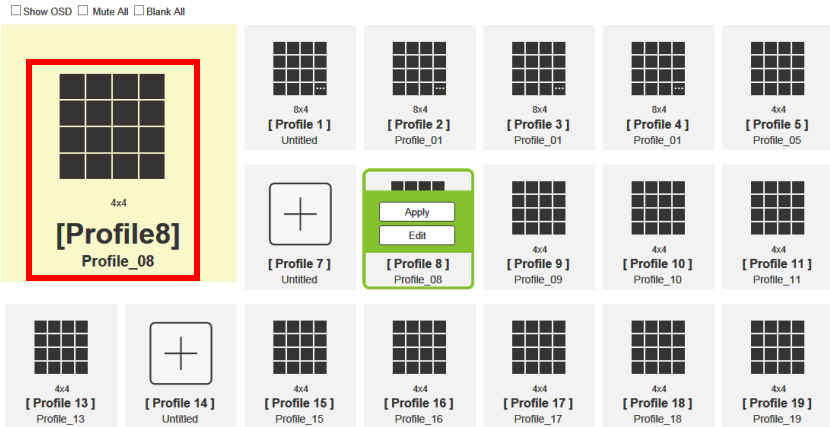 Show OSD Mute All Blank All
4x4
[Profile8]
Profile_08
8x4
[ Profile 1 ]
Untitled
8x4
[ Profile 2 ]
Profile_01
8x4
[ Profile 3 ]
Profile_01
8x4
[ Profile 4 ]
Profile_01
4x4
[ Profile 5 ]
Profile_05
[ Profile 7 ]
Untitled
Apply
Edit
[ Profile 8 ]
Profile_08
4x4
[ Profile 9 ]
Profile_09
4x4
[ Profile 10 ]
Profile_10
4x4
[ Profile 11 ]
Profile_11
4x4
[ Profile 13 ]
Profile_13
[ Profile 14 ]
Untitled
4x4
[ Profile 15 ]
Profile_15
4x4
[ Profile 16 ]
Profile_16
4x4
[ Profile 17 ]
Profile_17
4x4
[ Profile 18 ]
Profile_18
4x4
[ Profile 19 ]
Profile_19